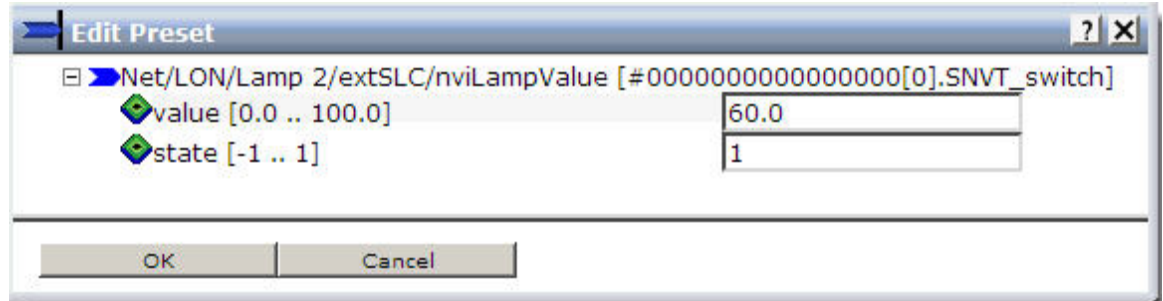 Edit Preset ? X
Net/LON/Lamp 2/extSLC/nviLampValue [#0000000000000000[0].SNVT_switch]
value [0.0 .. 100.0] 60.0
state [-1 .. 1] 1
OK Cancel